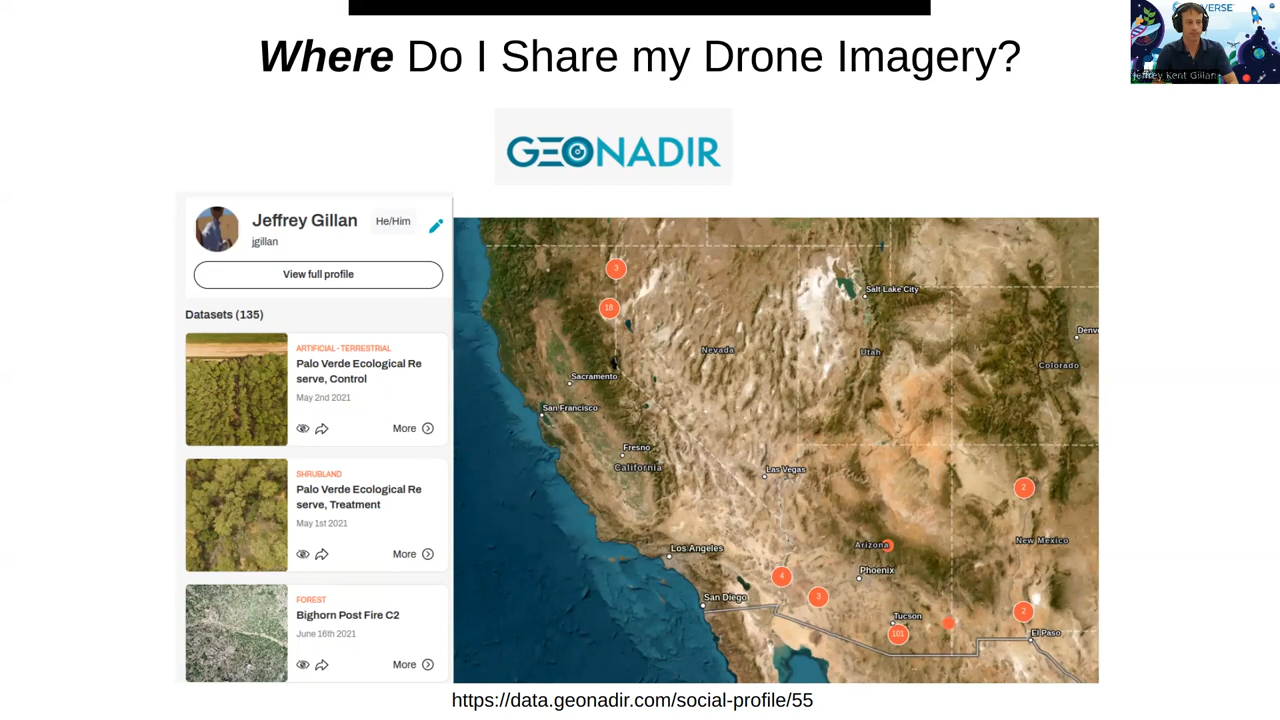 Where Do I Share my Drone Imagery?
VERSE
Jeffrey Kent Gillan
GEONADIR
Jeffrey Gillan
He/Him
jgillan
View full profile
Datasets (135)
ARTIFICIAL - TERRESTRIAL
Palo Verde Ecological Re
serve, Control
May 2nd 2021
More
SHRUBLAND
Palo Verde Ecological Re
serve, Treatment
May 1st 2021
More
FOREST
Bighorn Post Fire C2
June 16th 2021
More
3
18
Salt Lake City
Denv
Nevada
Utah
Colorado
Sacramento
San Francisco
Fresno
California
Las Vegas
2
Los Angeles
Arizona
New Mexico
4
Phoenix
3
San Diego
Tucson
2
101
El Paso
https://data.geonadir.com/social-profile/55